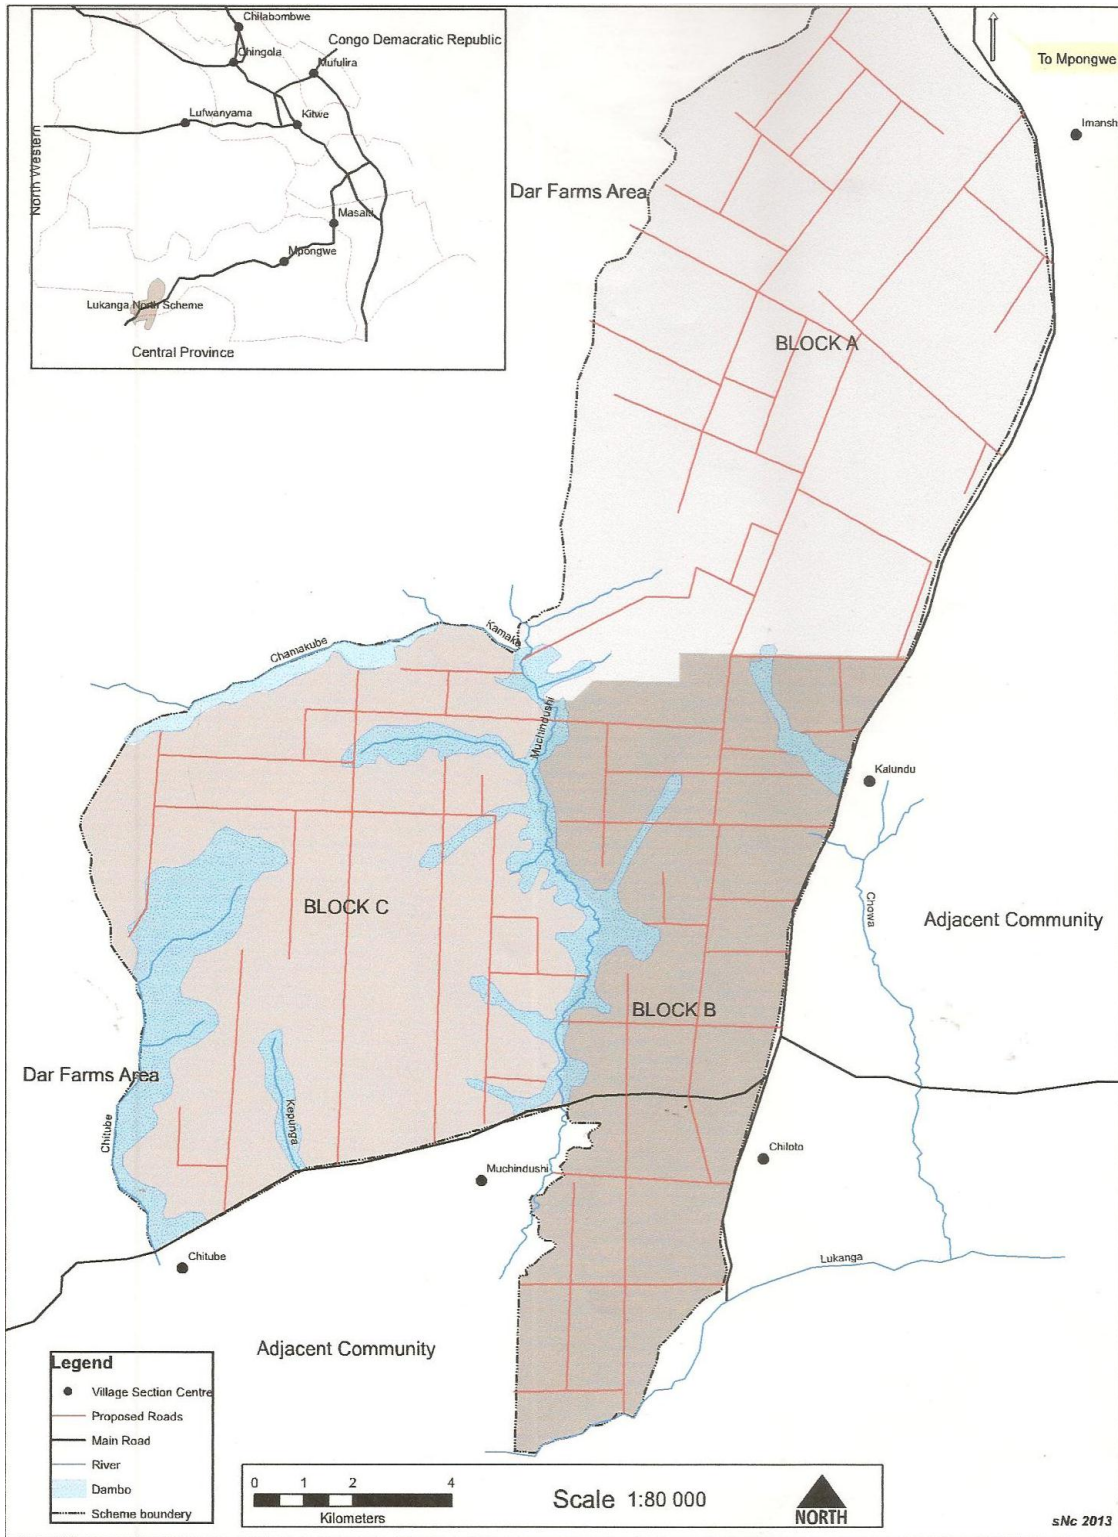 Chilabombwe
Chingola
Congo Demacratic Republic
Mufulira
Lufwanyama
Kitwe
North Western
Masaiti
Mpongwe
Lukanga North Scheme
Central Province
To Mpongwe
Imansh
Dar Farms Area
BLOCK A
Kamaka
Chamakube
Muchindushi
Kalundu
BLOCK C
Chowa
Adjacent Community
BLOCK B
Dar Farms Area
Chitube
Kepunga
Muchindushi
Chiloto
Chitube
Lukanga
Adjacent Community
Legend
Village Section Centre
Proposed Roads
Main Road
River
Dambo
Scheme boundary
0 1 2 4
Kilometers
Scale 1:80 000
NORTH
sNc 2013